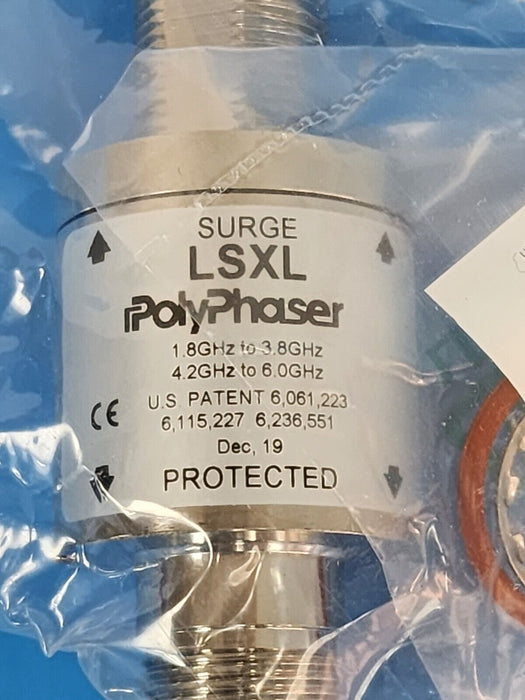 SURGE
LSXL
PolyPhaser
1.8GHz to 3.8GHz
4.2GHz to 6.0GHz
U.S PATENT 6,061,223
CE 6,115,227 6,236,551
Dec, 19
PROTECTED